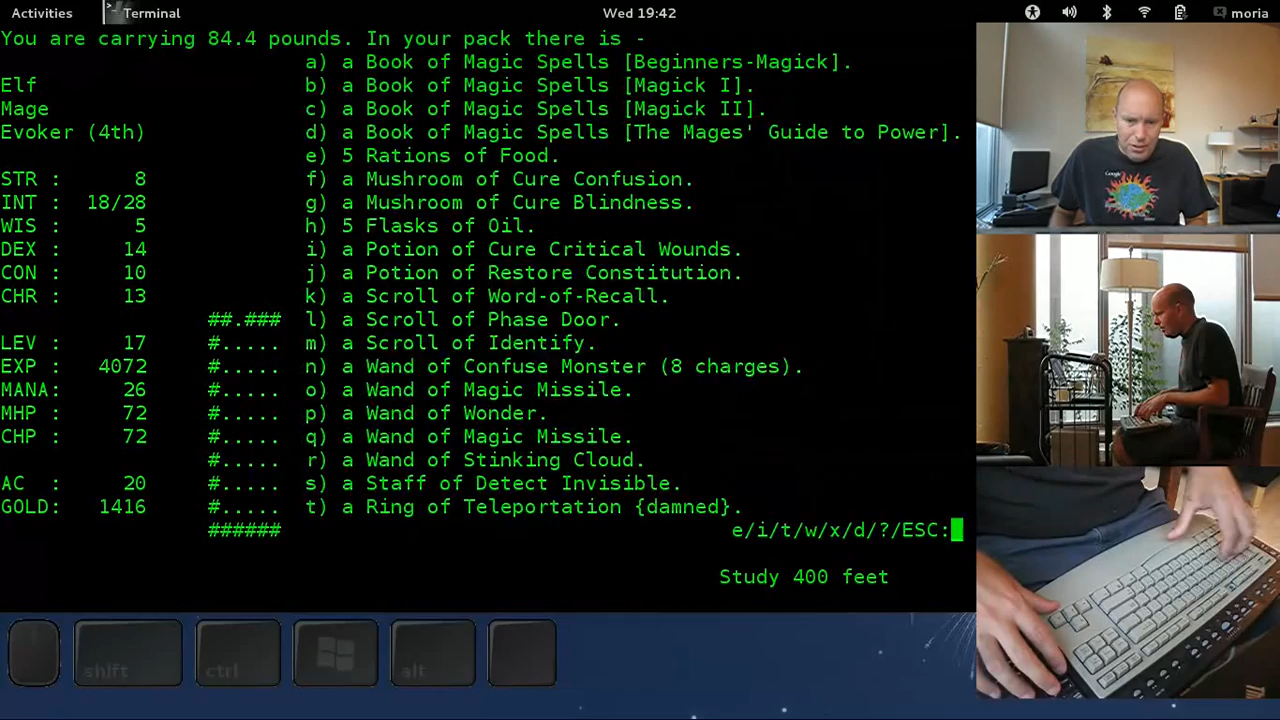 Activities Terminal Wed 19:42 moria
You are carrying 84.4 pounds. In your pack there is -
a) a Book of Magic Spells [Beginners-Magick].
Elf b) a Book of Magic Spells [Magick I].
Mage c) a Book of Magic Spells [Magick II].
Evoker (4th) d) a Book of Magic Spells [The Mages' Guide to Power].
e) 5 Rations of Food.
STR : 8 f) a Mushroom of Cure Confusion.
INT : 18/28 g) a Mushroom of Cure Blindness.
WIS : 5 h) 5 Flasks of Oil.
DEX : 14 i) a Potion of Cure Critical Wounds.
CON : 10 j) a Potion of Restore Constitution.
CHR : 13 k) a Scroll of Word-of-Recall.
##.### l) a Scroll of Phase Door.
LEV : 17 #..... m) a Scroll of Identify.
EXP : 4072 #..... n) a Wand of Confuse Monster (8 charges).
MANA: 26 #..... o) a Wand of Magic Missile.
MHP : 72 #..... p) a Wand of Wonder.
CHP : 72 #..... q) a Wand of Magic Missile.
#..... r) a Wand of Stinking Cloud.
AC : 20 #..... s) a Staff of Detect Invisible.
GOLD: 1416 #..... t) a Ring of Teleportation {damned}.
###### e/i/t/w/x/d/?/ESC:
Study 400 feet
shift ctrl alt
Google